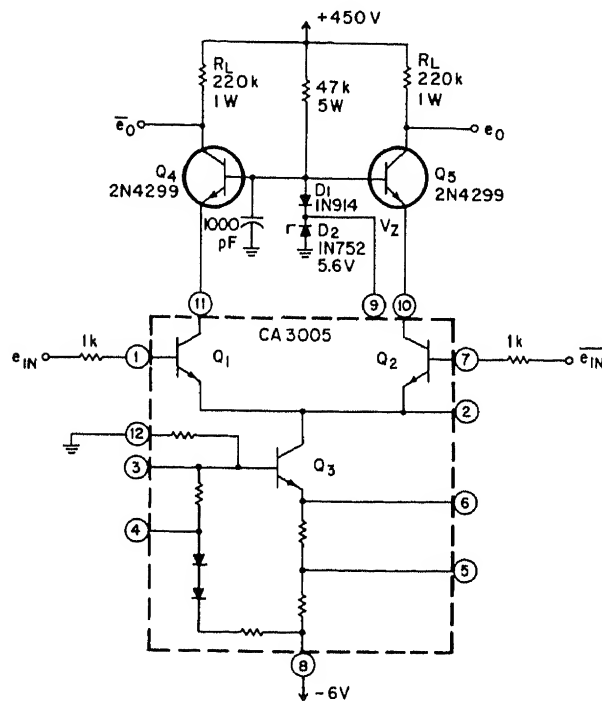 +450V
RL
220k
1W
47k
5W
RL
220k
1W
e0
e0
Q4
2N4299
Q5
2N4299
D1
IN914
1000
pF
D2
IN752
5.6V
VZ
11
9
10
CA3005
eIN
1k
1
Q1
Q2
7
1k
eIN
2
12
3
Q3
4
6
5
8
-6V